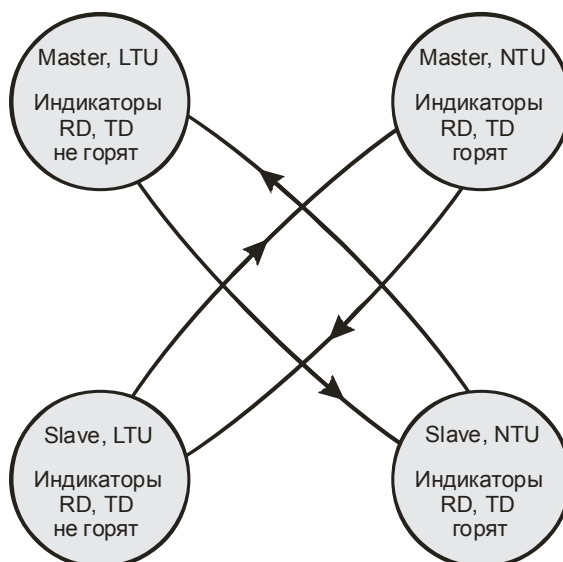 Master, LTU
Индикаторы
RD, TD
не горят
Master, NTU
Индикаторы
RD, TD
горят
Slave, LTU
Индикаторы
RD, TD
не горят
Slave, NTU
Индикаторы
RD, TD
горят